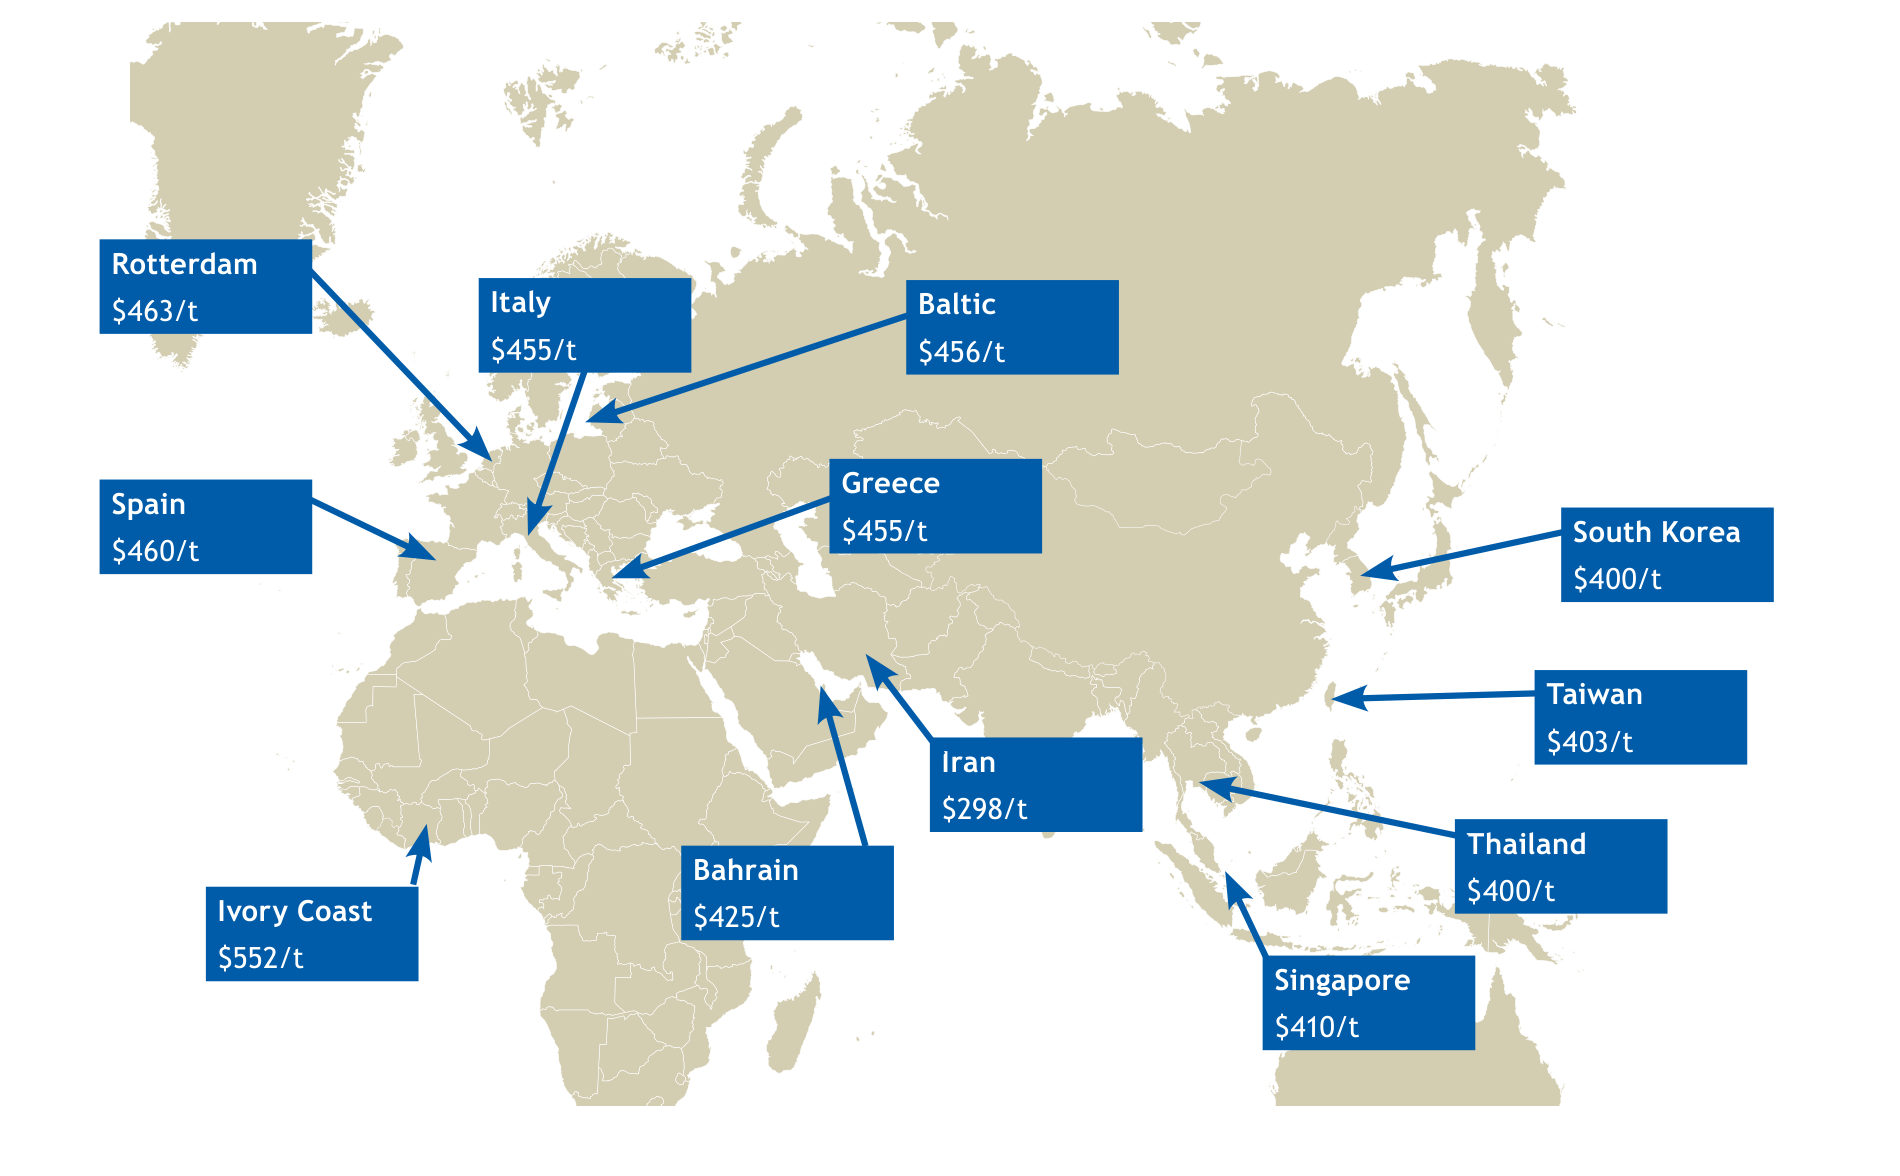 Rotterdam
$463/t
Italy
$455/t
Baltic
$456/t
Spain
$460/t
Greece
$455/t
South Korea
$400/t
Taiwan
$403/t
Iran
$298/t
Thailand
$400/t
Bahrain
$425/t
Ivory Coast
$552/t
Singapore
$410/t